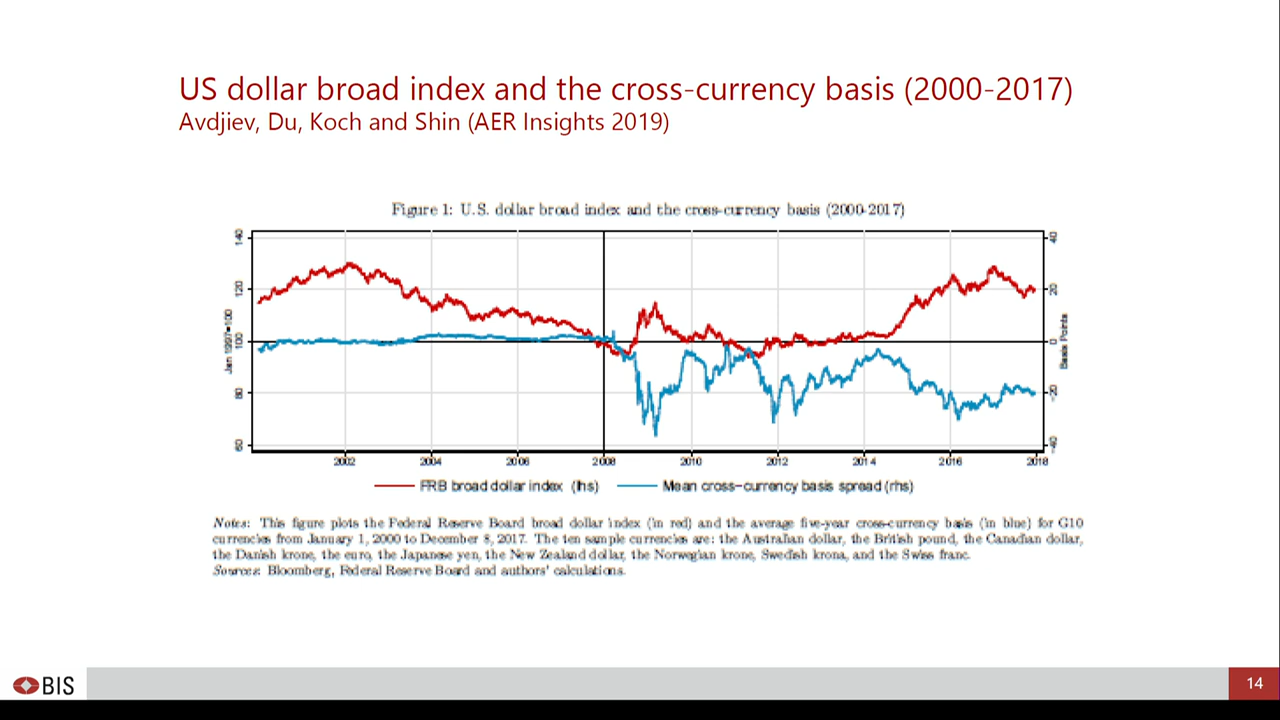 US dollar broad index and the cross-currency basis (2000-2017)
Avdjiev, Du, Koch and Shin (AER Insights 2019)
Figure 1: U.S. dollar broad index and the cross-currency basis (2000-2017)
140
120
100
80
60
Jan 1997=100
40
20
0
-20
-40
Basis Points
2002 2004 2006 2008 2010 2012 2014 2016 2018
FRB broad dollar index (lhs) Mean cross-currency basis spread (rhs)
Notes: This figure plots the Federal Reserve Board broad dollar index (in red) and the average five-year cross-currency basis (in blue) for G10
currencies from January 1, 2000 to December 8, 2017. The ten sample currencies are: the Australian dollar, the British pound, the Canadian dollar,
the Danish krone, the euro, the Japanese yen, the New Zealand dollar, the Norwegian krone, Swedish krona, and the Swiss franc.
Sources: Bloomberg, Federal Reserve Board and authors' calculations.
BIS
14